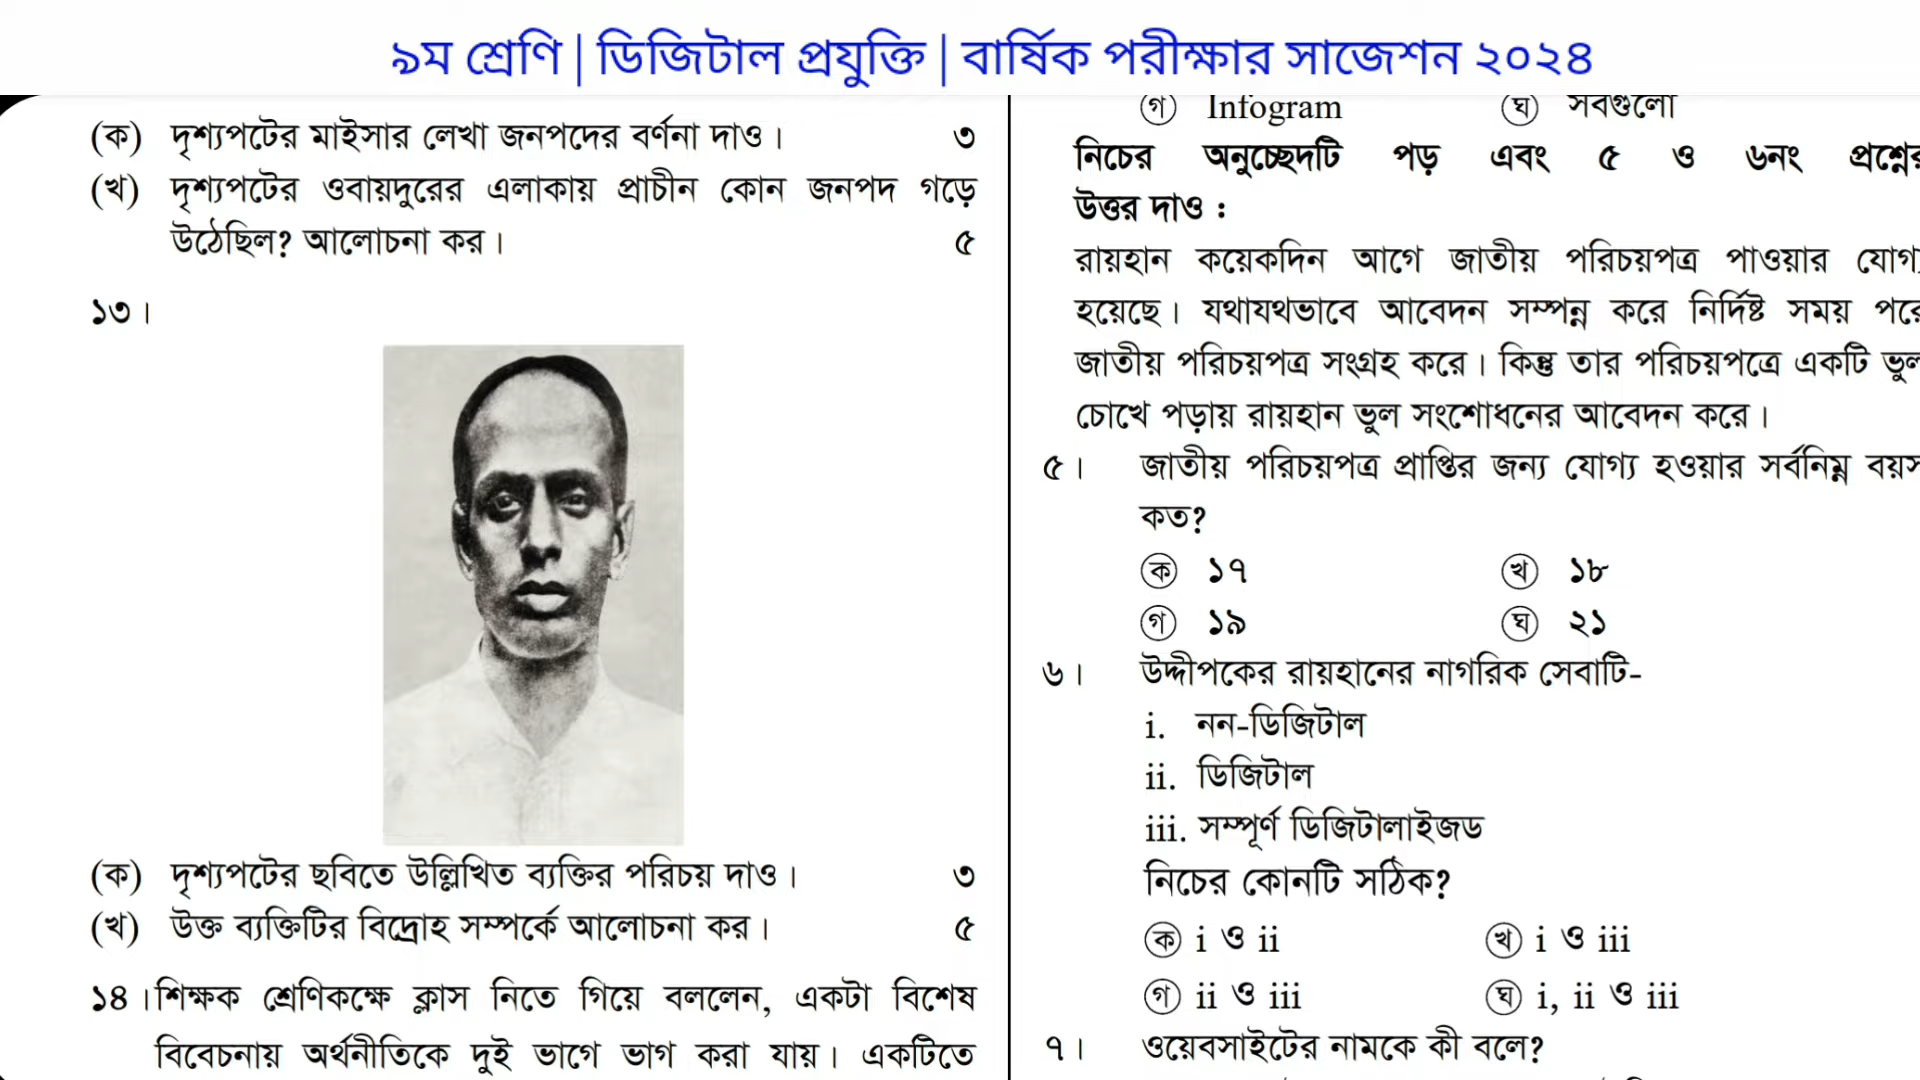 ৯ম শ্রেণি | ডিজিটাল প্রযুক্তি | বার্ষিক পরীক্ষার সাজেশন ২০২৪
(ক) দৃশ্যপটের মাইসার লেখা জনপদের বর্ণনা দাও। ৩
(খ) দৃশ্যপটের ওবায়দুরের এলাকায় প্রাচীন কোন জনপদ গড়ে
উঠেছিল? আলোচনা কর। ৫
১৩।
(ক) দৃশ্যপটের ছবিতে উল্লিখিত ব্যক্তির পরিচয় দাও। ৩
(খ) উক্ত ব্যক্তিটির বিদ্রোহ সম্পর্কে আলোচনা কর। ৫
১৪। শিক্ষক শ্রেণিকক্ষে ক্লাস নিতে গিয়ে বললেন, একটা বিশেষ
বিবেচনায় অর্থনীতিকে দুই ভাগে ভাগ করা যায়। একটিতে
গ Infogram ঘ সবগুলো
নিচের অনুচ্ছেদটি পড় এবং ৫ ও ৬নং প্রশ্নের
উত্তর দাও :
রায়হান কয়েকদিন আগে জাতীয় পরিচয়পত্র পাওয়ার যোগ্য
হয়েছে। যথাযথভাবে আবেদন সম্পন্ন করে নির্দিষ্ট সময় পরে
জাতীয় পরিচয়পত্র সংগ্রহ করে। কিন্তু তার পরিচয়পত্রে একটি ভুল
চোখে পড়ায় রায়হান ভুল সংশোধনের আবেদন করে।
৫। জাতীয় পরিচয়পত্র প্রাপ্তির জন্য যোগ্য হওয়ার সর্বনিম্ন বয়স
কত?
ক ১৭ খ ১৮
গ ১৯ ঘ ২১
৬। উদ্দীপকের রায়হানের নাগরিক সেবাটি-
i. নন-ডিজিটাল
ii. ডিজিটাল
iii. সম্পূর্ণ ডিজিটালাইজড
নিচের কোনটি সঠিক?
ক i ও ii খ i ও iii
গ ii ও iii ঘ i, ii ও iii
৭। ওয়েবসাইটের নামকে কী বলে?